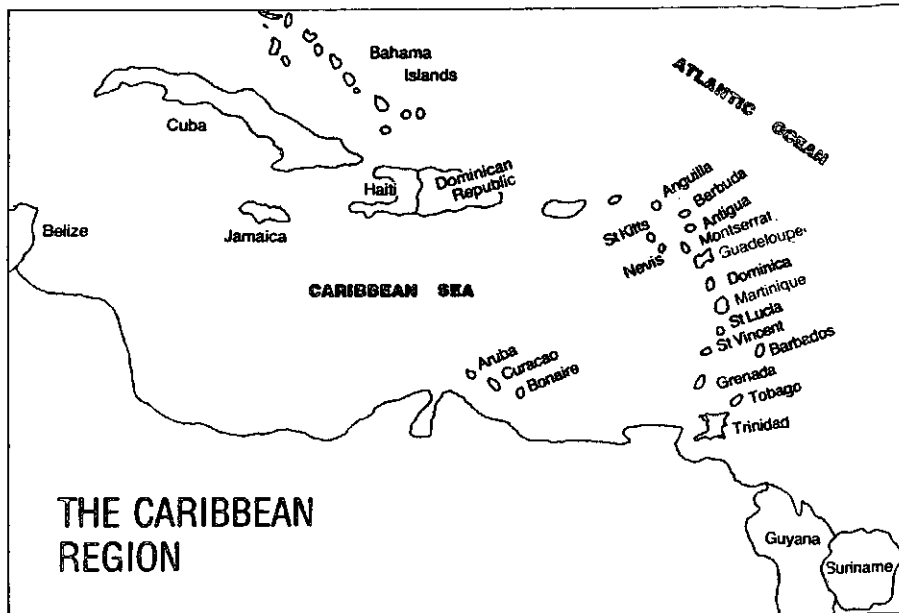 Bahama
Islands
ATLANTIC OCEAN
Cuba
Haiti
Dominican
Republic
Anguilla
Berbuda
Antigua
St Kitts
Montserrat
Nevis
Guadeloupe
Belize
Jamaica
Dominica
CARIBBEAN SEA
Martinique
St Lucia
St Vincent
Barbados
Aruba
Curacao
Bonaire
Grenada
Tobago
Trinidad
THE CARIBBEAN
REGION
Guyana
Suriname